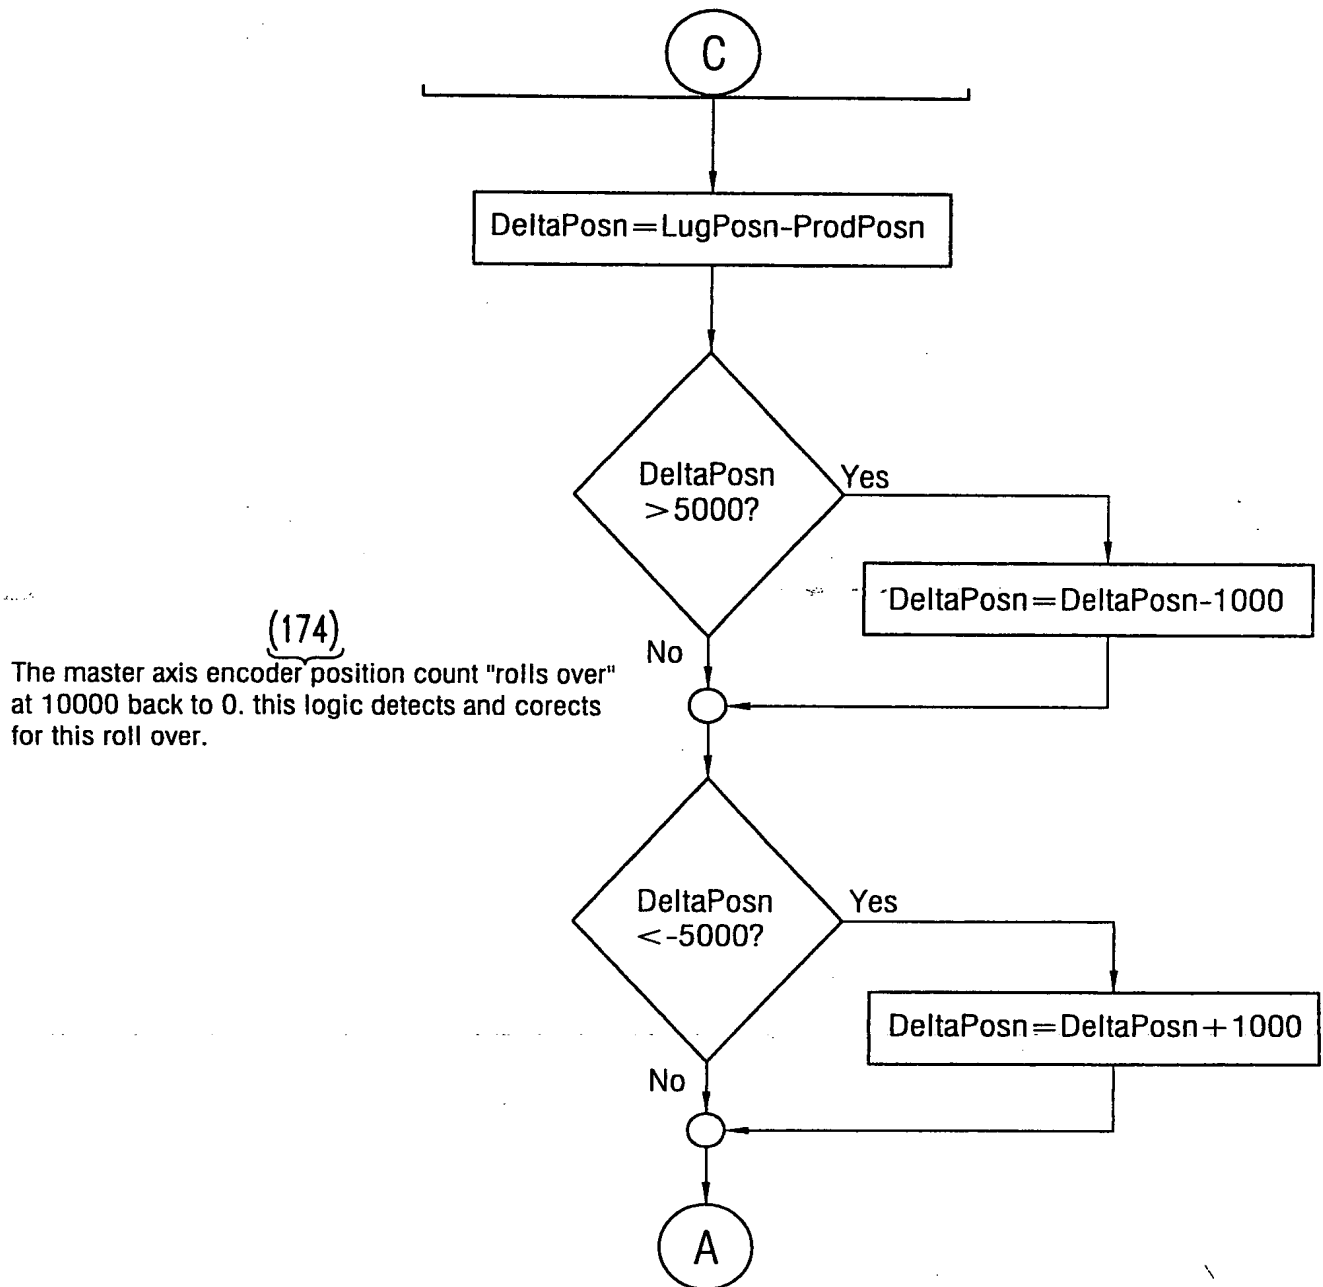 C
DeltaPosn=LugPosn-ProdPosn
DeltaPosn
>5000?
Yes
DeltaPosn=DeltaPosn-1000
No
(174)
The master axis encoder position count "rolls over"
at 10000 back to 0. this logic detects and corects
for this roll over.
DeltaPosn
<-5000?
Yes
DeltaPosn=DeltaPosn+1000
No
A